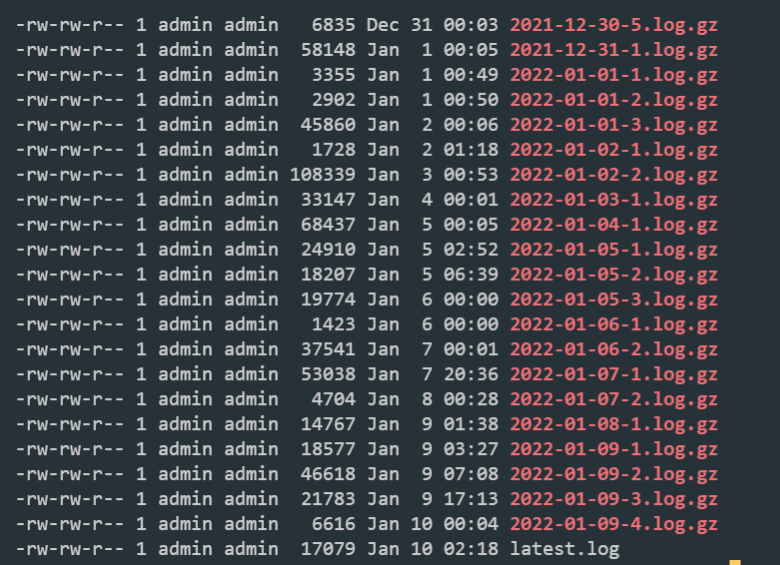 -rw-rw-r-- 1 admin admin   6835 Dec 31 00:03 2021-12-30-5.log.gz
-rw-rw-r-- 1 admin admin  58148 Jan  1 00:05 2021-12-31-1.log.gz
-rw-rw-r-- 1 admin admin   3355 Jan  1 00:49 2022-01-01-1.log.gz
-rw-rw-r-- 1 admin admin   2902 Jan  1 00:50 2022-01-01-2.log.gz
-rw-rw-r-- 1 admin admin  45860 Jan  2 00:06 2022-01-01-3.log.gz
-rw-rw-r-- 1 admin admin   1728 Jan  2 01:18 2022-01-02-1.log.gz
-rw-rw-r-- 1 admin admin 108339 Jan  3 00:53 2022-01-02-2.log.gz
-rw-rw-r-- 1 admin admin  33147 Jan  4 00:01 2022-01-03-1.log.gz
-rw-rw-r-- 1 admin admin  68437 Jan  5 00:05 2022-01-04-1.log.gz
-rw-rw-r-- 1 admin admin  24910 Jan  5 02:52 2022-01-05-1.log.gz
-rw-rw-r-- 1 admin admin  18207 Jan  5 06:39 2022-01-05-2.log.gz
-rw-rw-r-- 1 admin admin  19774 Jan  6 00:00 2022-01-05-3.log.gz
-rw-rw-r-- 1 admin admin   1423 Jan  6 00:00 2022-01-06-1.log.gz
-rw-rw-r-- 1 admin admin  37541 Jan  7 00:01 2022-01-06-2.log.gz
-rw-rw-r-- 1 admin admin  53038 Jan  7 20:36 2022-01-07-1.log.gz
-rw-rw-r-- 1 admin admin   4704 Jan  8 00:28 2022-01-07-2.log.gz
-rw-rw-r-- 1 admin admin  14767 Jan  9 01:38 2022-01-08-1.log.gz
-rw-rw-r-- 1 admin admin  18577 Jan  9 03:27 2022-01-09-1.log.gz
-rw-rw-r-- 1 admin admin  46618 Jan  9 07:08 2022-01-09-2.log.gz
-rw-rw-r-- 1 admin admin  21783 Jan  9 17:13 2022-01-09-3.log.gz
-rw-rw-r-- 1 admin admin   6616 Jan 10 00:04 2022-01-09-4.log.gz
-rw-rw-r-- 1 admin admin  17079 Jan 10 02:18 latest.log